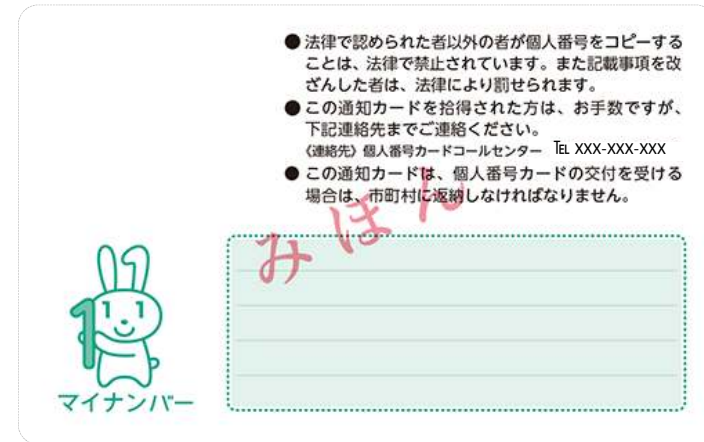 ●法律で認められた者以外の者が個人番号をコピーする
ことは、法律で禁止されています。また記載事項を改
ざんした者は、法律により罰せられます。
●この通知カードを拾得された方は、お手数ですが、
下記連絡先までご連絡ください。
〈連絡先〉個人番号カードコールセンター TEL XXX-XXX-XXX
●この通知カードは、個人番号カードの交付を受ける
場合は、市町村に返納しなければなりません。
みほん
1
マイナンバー